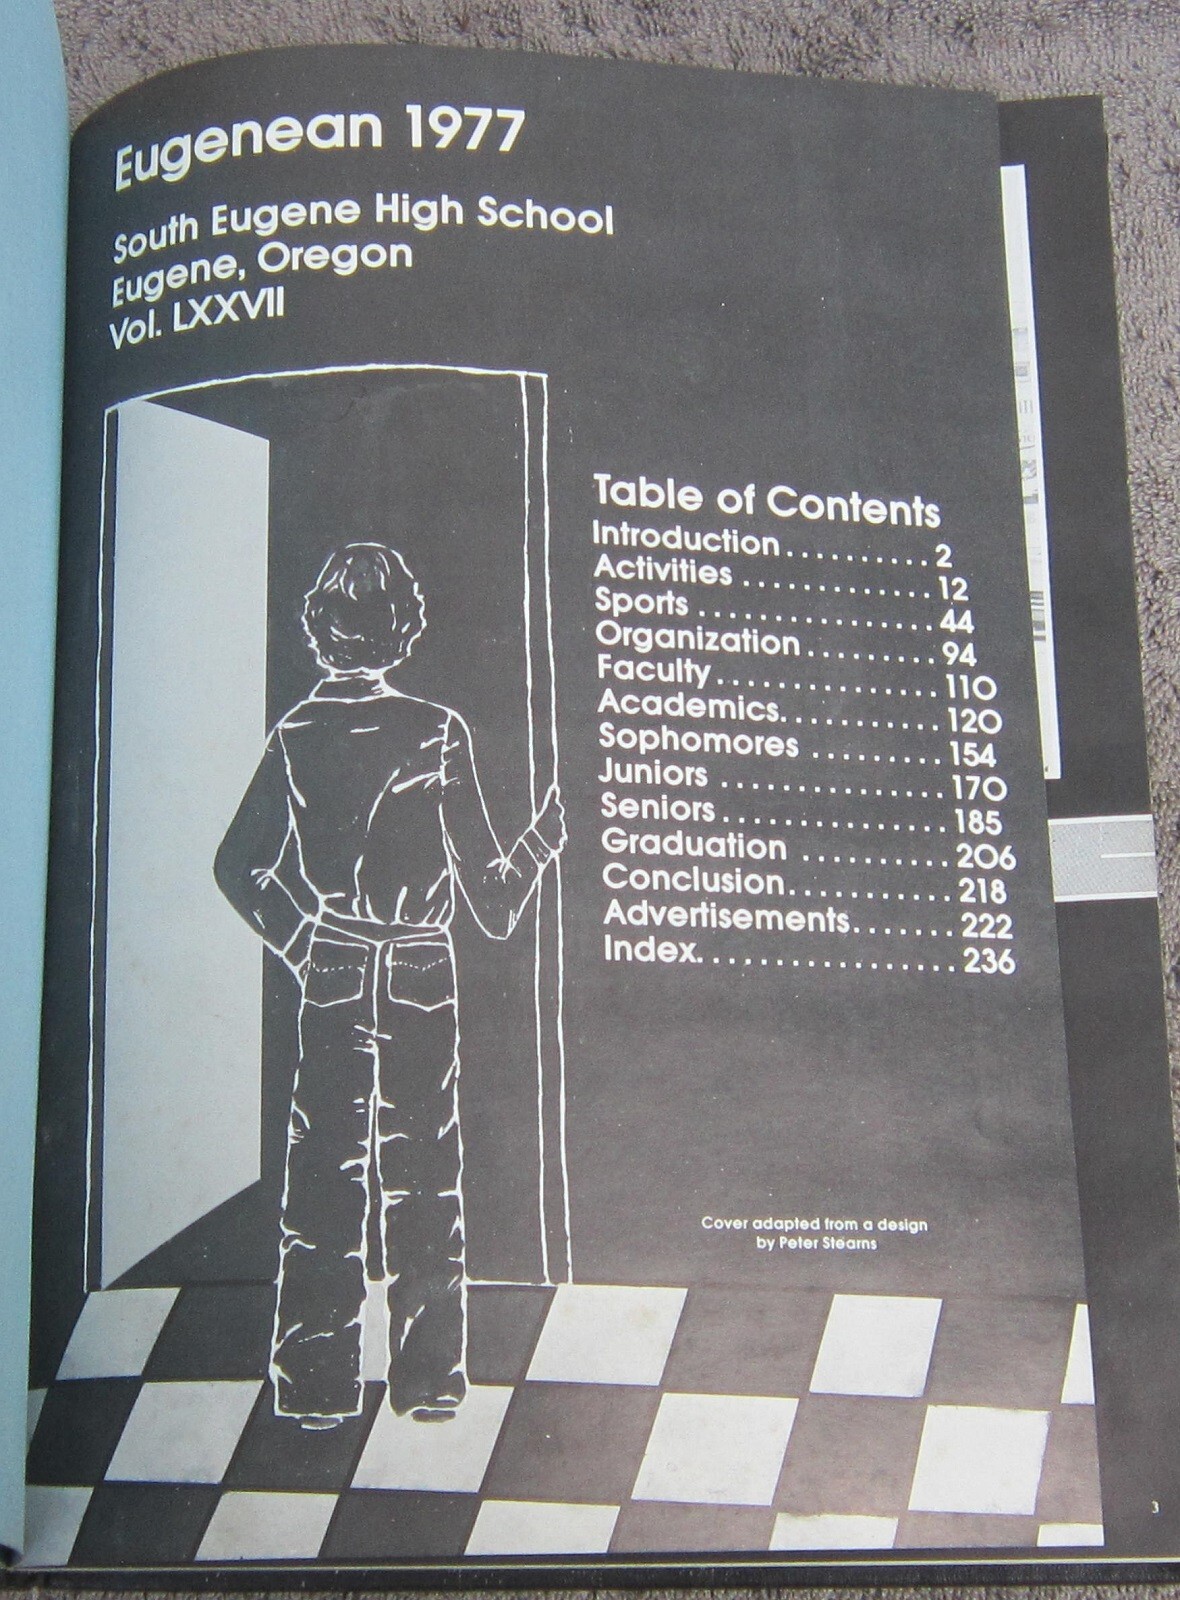 Eugenean 1977
South Eugene High School
Eugene, Oregon
Vol. LXXVII
Table of Contents
Introduction.......... 2
Activities ............. 12
Sports ................ 44
Organization......... 94
Faculty............... 110
Academics........... 120
Sophomores ......... 154
Juniors ............... 170
Seniors............... 185
Graduation .......... 206
Conclusion........... 218
Advertisements....... 222
Index................. 236
Cover adapted from a design
by Peter Stearns
3